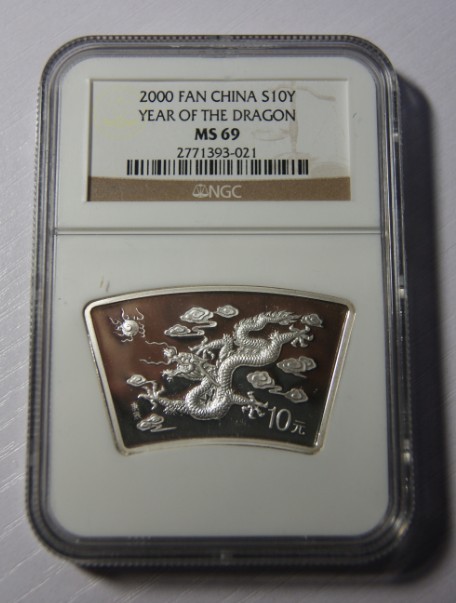 2000 FAN CHINA S10Y
YEAR OF THE DRAGON
MS 69
2771393-021
NGC
10元